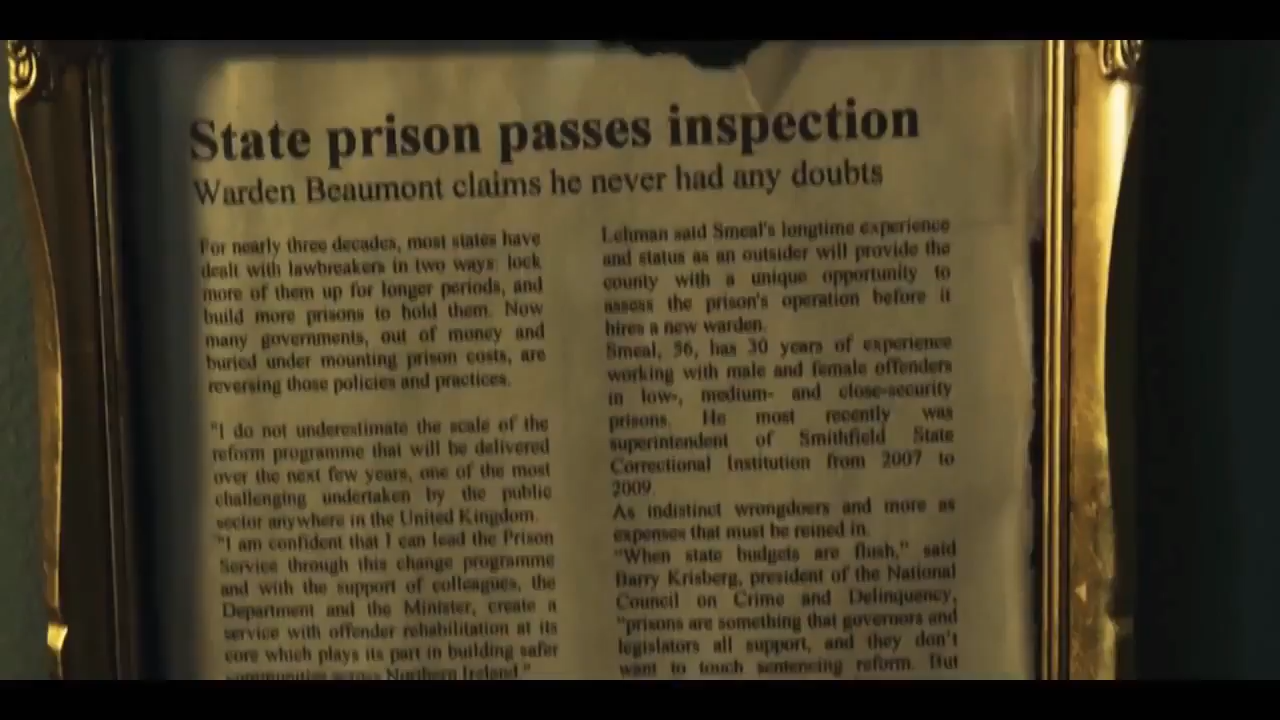 State prison passes inspection
Warden Beaumont claims he never had any doubts
For nearly three decades, most states have
dealt with lawbreakers in two ways: lock
more of them up for longer periods, and
build more prisons to hold them. Now
many governments, out of money and
buried under mounting prison costs, are
reversing those policies and practices.
"I do not underestimate the scale of the
reform programme that will be delivered
over the next few years, one of the most
challenging undertaken by the public
sector anywhere in the United Kingdom.
"I am confident that I can lead the Prison
Service through this change programme
and with the support of colleagues, the
Department and the Minister, create a
service with offender rehabilitation at its
core which plays its part in building safer
communities across Northern Ireland."
Lehman said Smeal's longtime experience
and status as an outsider will provide the
county with a unique opportunity to
assess the prison's operation before it
hires a new warden.
Smeal, 56, has 30 years of experience
working with male and female offenders
in low-, medium- and close-security
prisons. He most recently was
superintendent of Smithfield State
Correctional Institution from 2007 to
2009.
As indistinct wrongdoers and more as
expenses that must be reined in.
"When state budgets are flush," said
Barry Krisberg, president of the National
Council on Crime and Delinquency,
"prisons are something that governors and
legislators all support, and they don't
want to touch sentencing reform. But